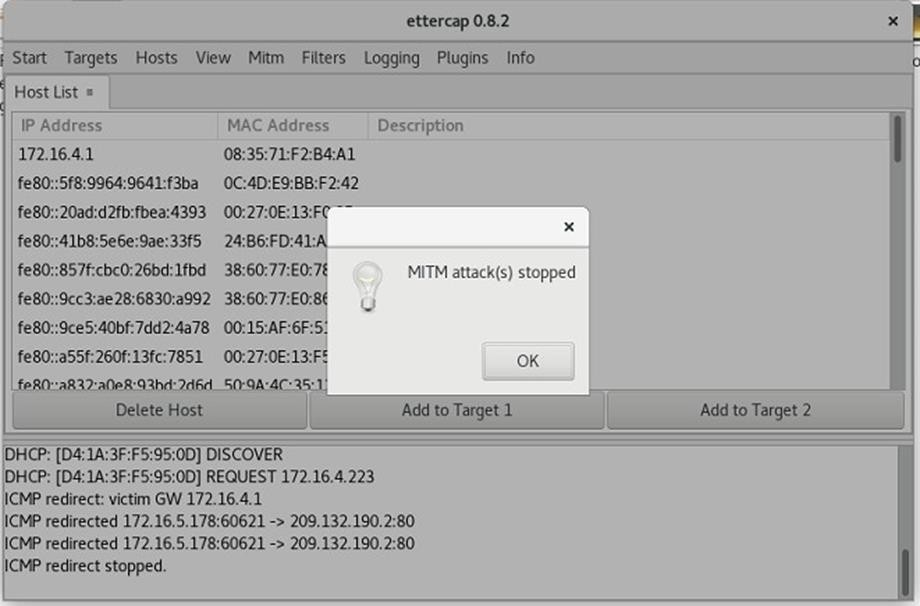 ettercap 0.8.2 ×
Start Targets Hosts View Mitm Filters Logging Plugins Info
Host List
IP Address MAC Address Description
172.16.4.1 08:35:71:F2:B4:A1
fe80::5f8:9964:9641:f3ba 0C:4D:E9:BB:F2:42
fe80::20ad:d2fb:fbea:4393 00:27:0E:13:F0
fe80::41b8:5e6e:9ae:33f5 24:B6:FD:41:A
fe80::857f:cbc0:26bd:1fbd 38:60:77:E0:78
fe80::9cc3:ae28:6830:a992 38:60:77:E0:86
fe80::9ce5:40bf:7dd2:4a78 00:15:AF:6F:51
fe80::a55f:260f:13fc:7851 00:27:0E:13:F5
fe80::a832:a0e8:93bd:2d6d 50:9A:4C:35:1
×
MITM attack(s) stopped
OK
Delete Host Add to Target 1 Add to Target 2
DHCP: [D4:1A:3F:F5:95:0D] DISCOVER
DHCP: [D4:1A:3F:F5:95:0D] REQUEST 172.16.4.223
ICMP redirect: victim GW 172.16.4.1
ICMP redirected 172.16.5.178:60621 -> 209.132.190.2:80
ICMP redirected 172.16.5.178:60621 -> 209.132.190.2:80
ICMP redirect stopped.